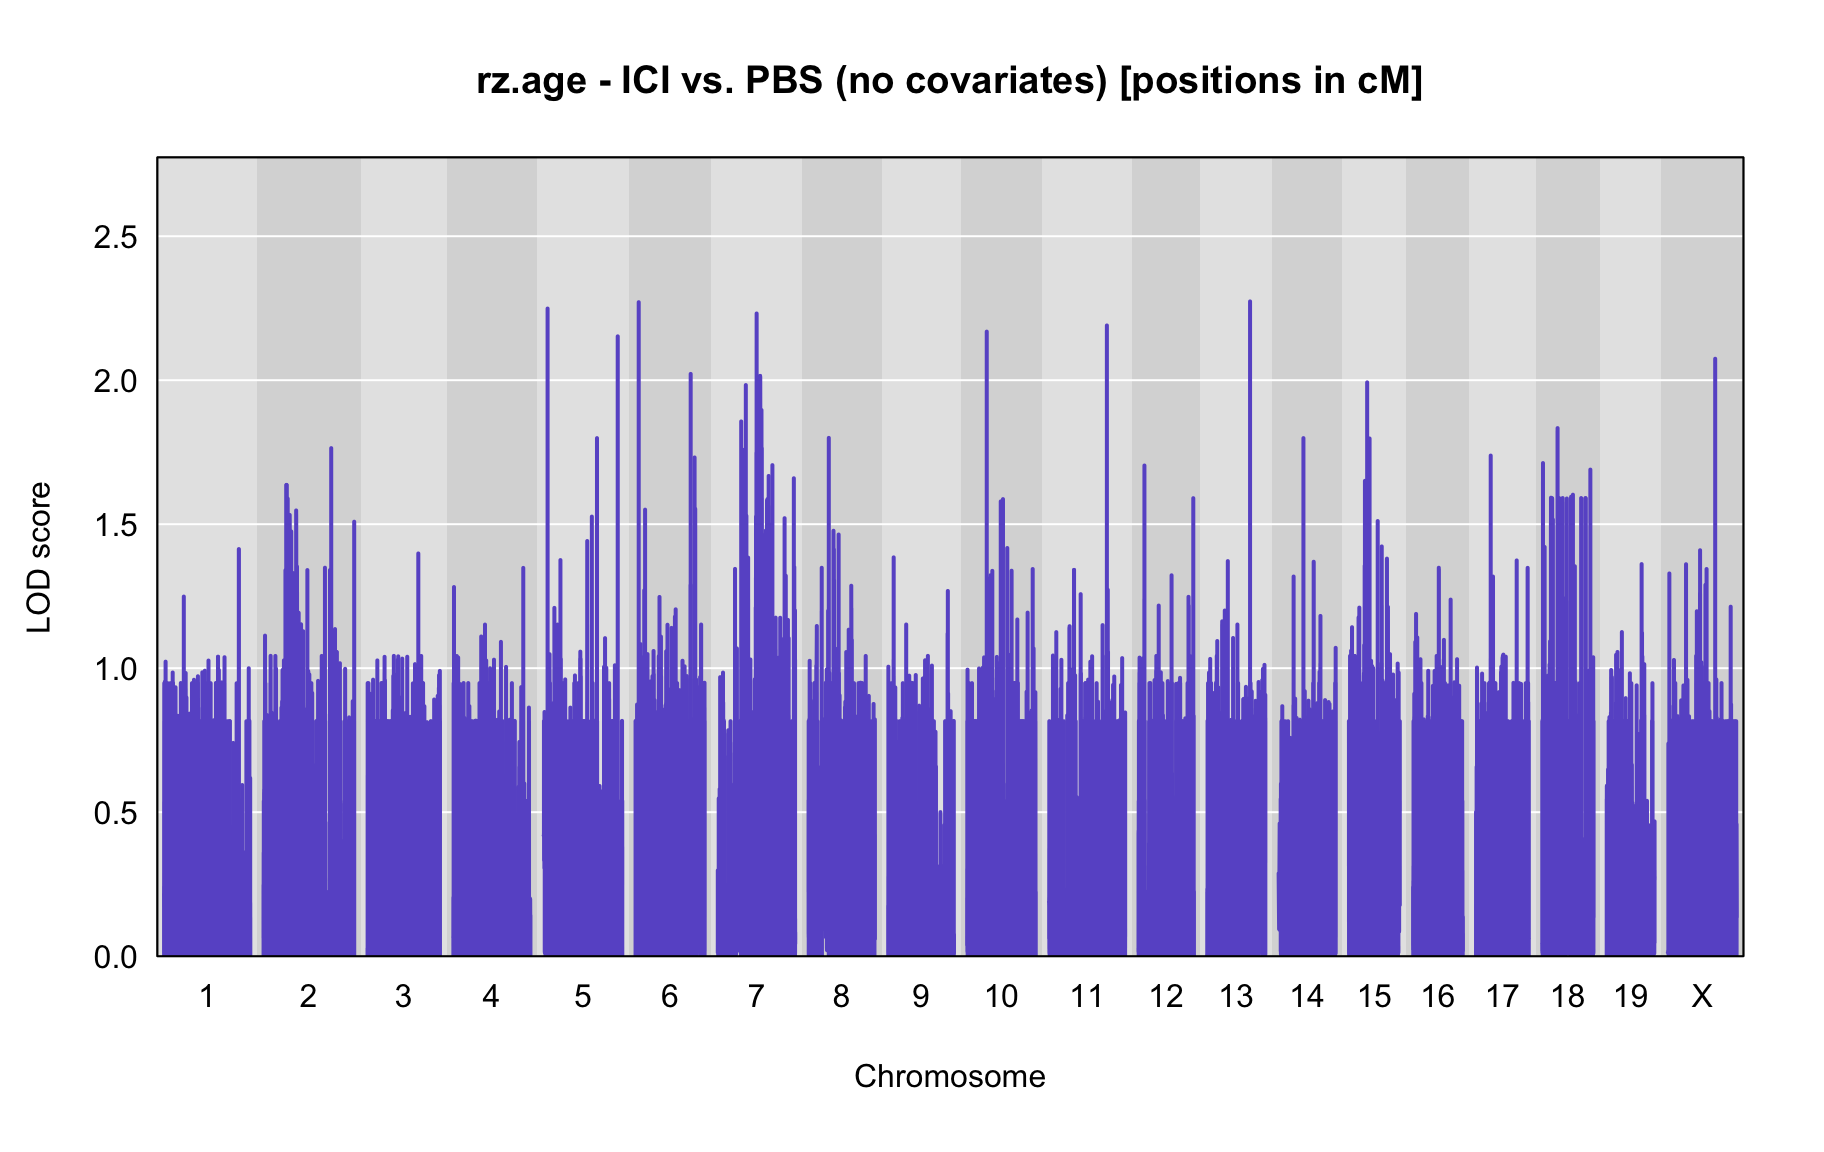 rz.age - ICI vs. PBS (no covariates) [positions in cM]
LOD score
2.5
2.0
1.5
1.0
0.5
0.0
1 2 3 4 5 6 7 8 9 10 11 12 13 14 15 16 17 18 19 X
Chromosome